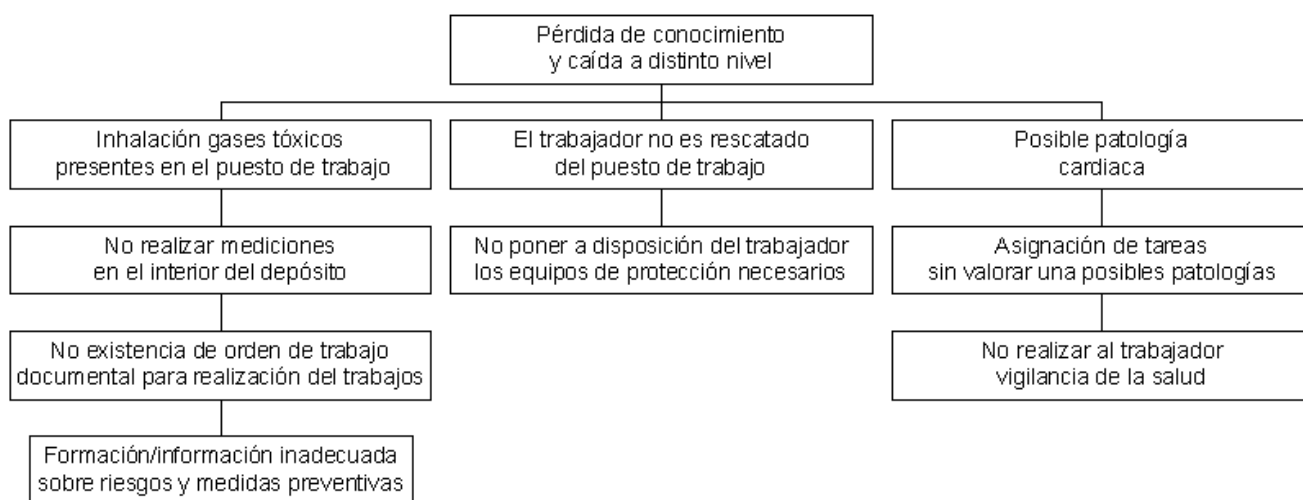 Pérdida de conocimiento
y caída a distinto nivel
Inhalación gases tóxicos
presentes en el puesto de trabajo
El trabajador no es rescatado
del puesto de trabajo
Posible patología
cardiaca
No realizar mediciones
en el interior del depósito
No poner a disposición del trabajador
los equipos de protección necesarios
Asignación de tareas
sin valorar una posibles patologías
No existencia de orden de trabajo
documental para realización del trabajos
No realizar al trabajador
vigilancia de la salud
Formación/información inadecuada
sobre riesgos y medidas preventivas